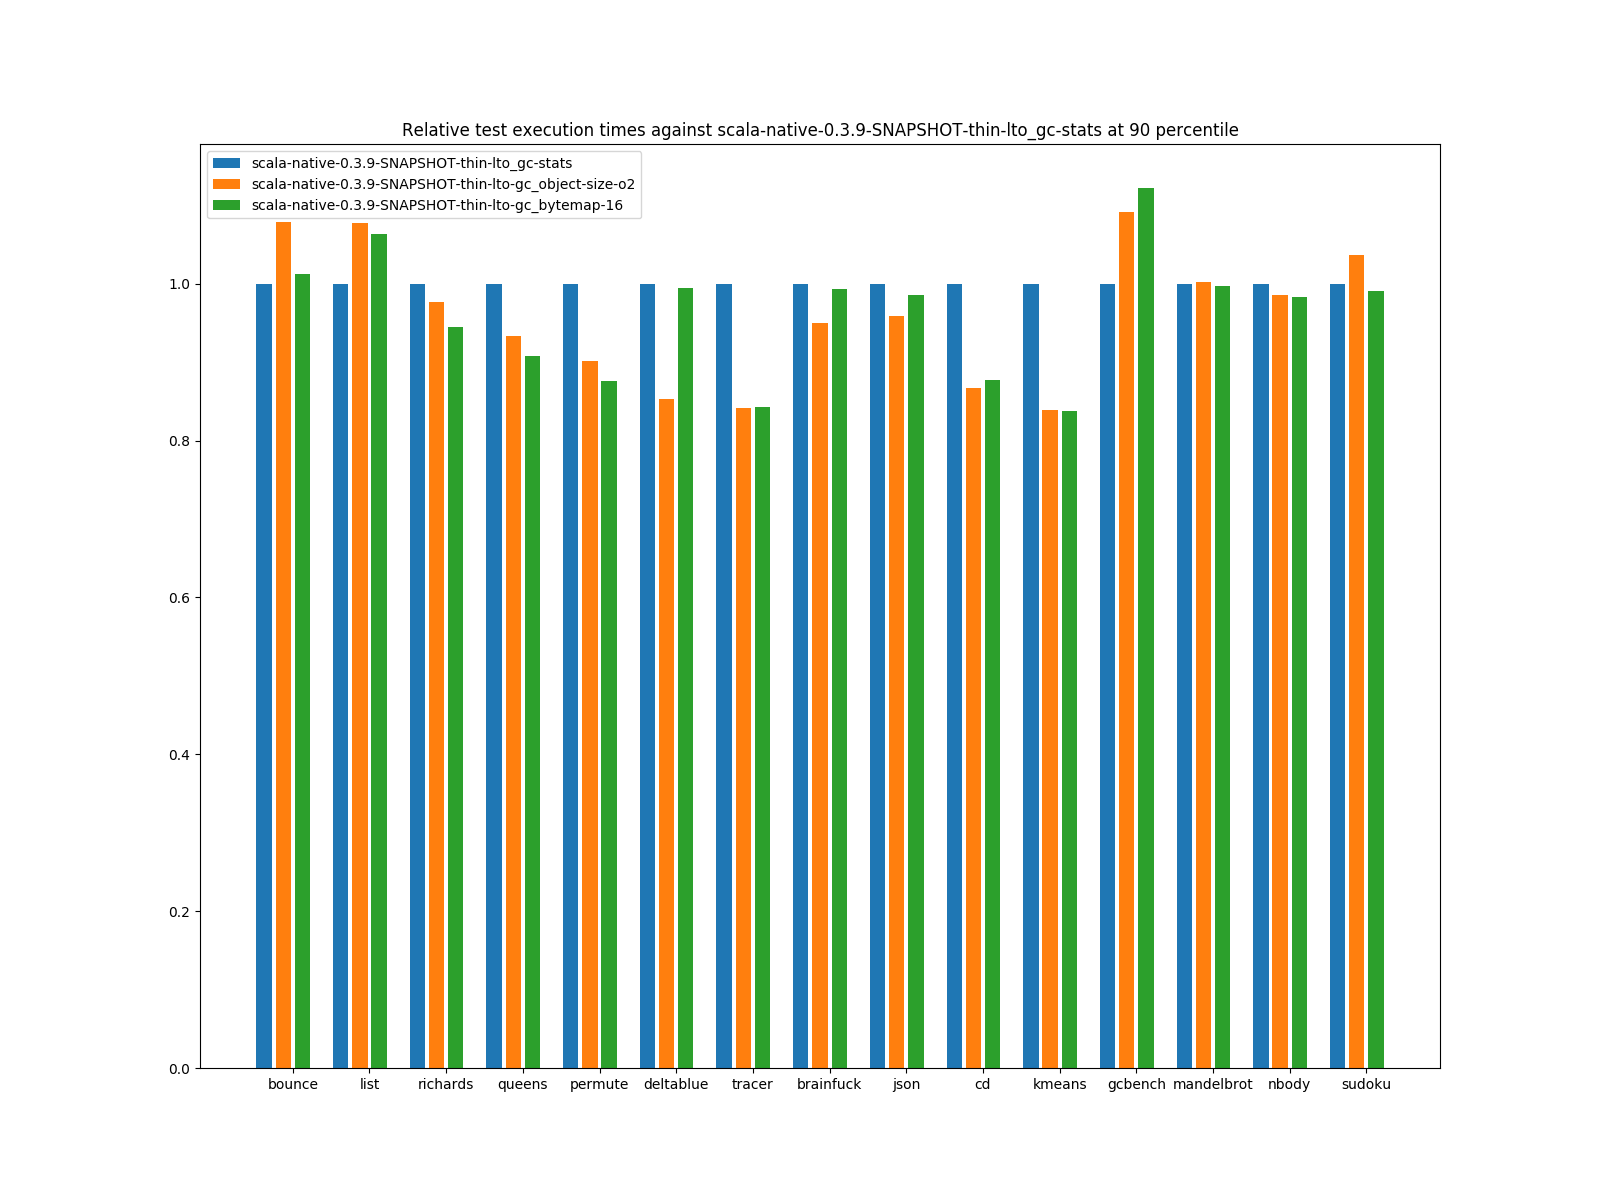 Relative test execution times against scala-native-0.3.9-SNAPSHOT-thin-lto_gc-stats at 90 percentile
scala-native-0.3.9-SNAPSHOT-thin-lto_gc-stats
scala-native-0.3.9-SNAPSHOT-thin-lto-gc_object-size-o2
scala-native-0.3.9-SNAPSHOT-thin-lto-gc_bytemap-16
1.0
0.8
0.6
0.4
0.2
0.0
bounce list richards queens permute deltablue tracer brainfuck json cd kmeans gcbench mandelbrot nbody sudoku